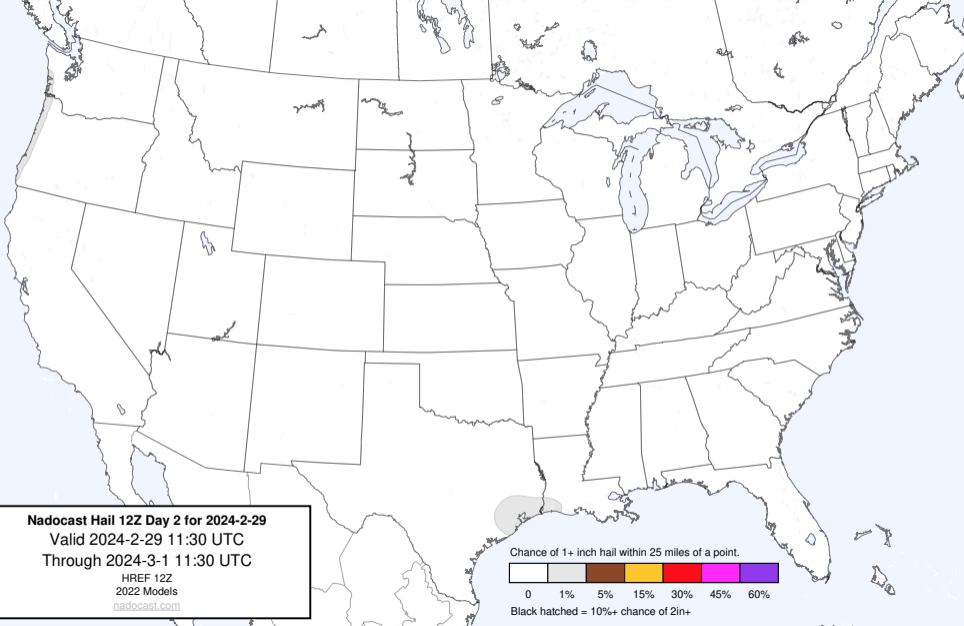 Nadocast Hail 12Z Day 2 for 2024-2-29
Valid 2024-2-29 11:30 UTC
Through 2024-3-1 11:30 UTC
HREF 12Z
2022 Models
nadocast.com
Chance of 1+ inch hail within 25 miles of a point.
0 1% 5% 15% 30% 45% 60%
Black hatched = 10%+ chance of 2in+